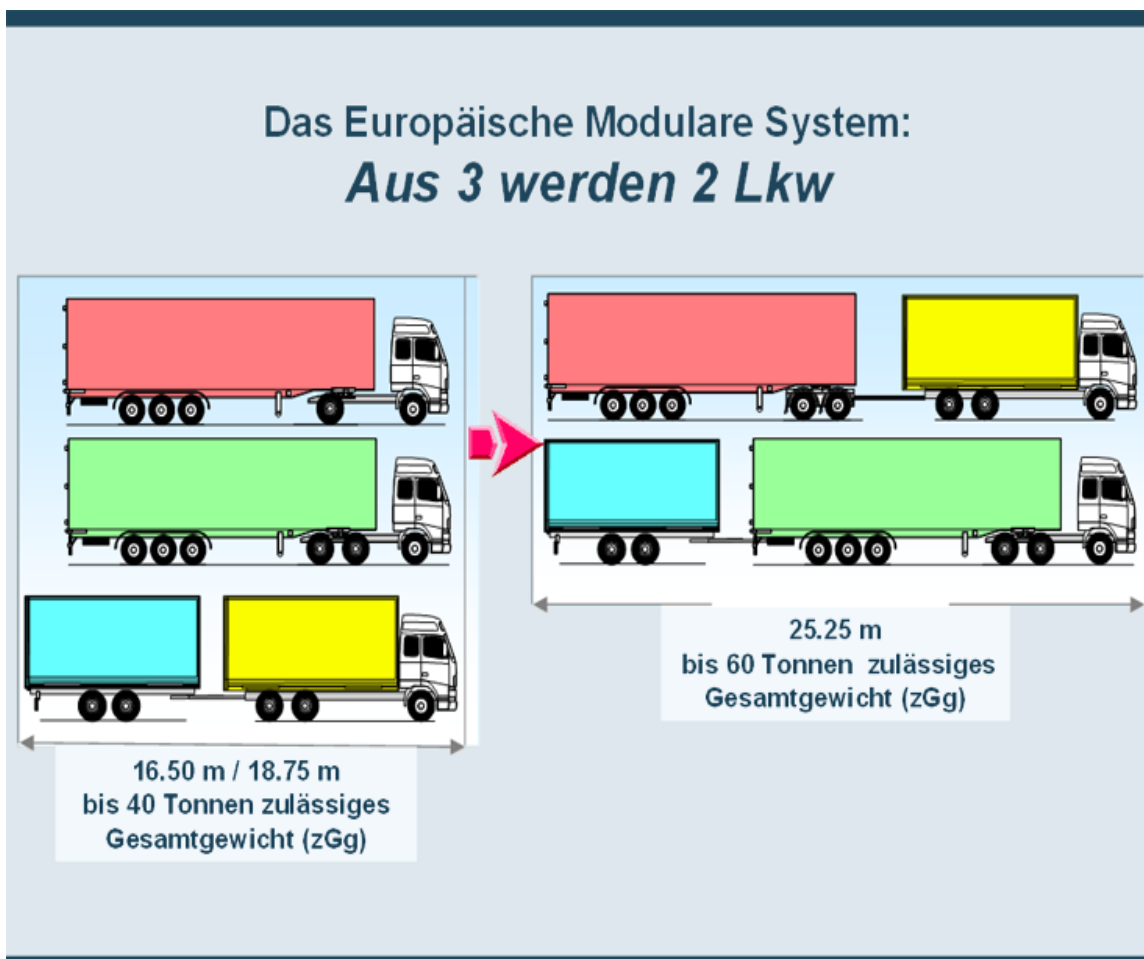 Das Europäische Modulare System:
Aus 3 werden 2 Lkw
16.50 m / 18.75 m
bis 40 Tonnen zulässiges
Gesamtgewicht (zGg)
25.25 m
bis 60 Tonnen zulässiges
Gesamtgewicht (zGg)